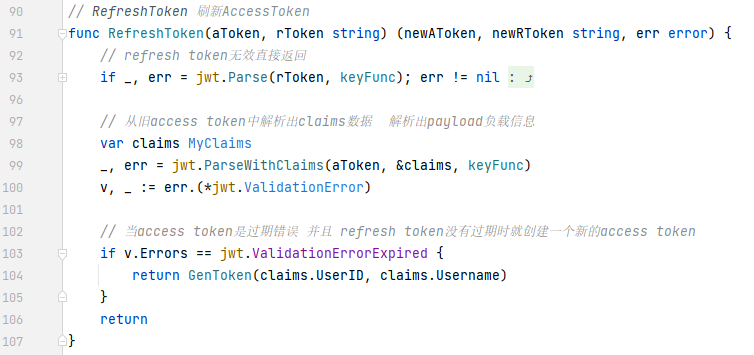 90 // RefreshToken 刷新AccessToken
91 func RefreshToken(aToken, rToken string) (newAToken, newRToken string, err error) {
92 // refresh token无效直接返回
93 if _, err = jwt.Parse(rToken, keyFunc); err != nil : ⤴
96
97 // 从旧access token中解析出claims数据 解析出payload负载信息
98 var claims MyClaims
99 _, err = jwt.ParseWithClaims(aToken, &claims, keyFunc)
100 v, _ := err.(*jwt.ValidationError)
101
102 // 当access token是过期错误 并且 refresh token没有过期时就创建一个新的access token
103 if v.Errors == jwt.ValidationErrorExpired {
104 return GenToken(claims.UserID, claims.Username)
105 }
106 return
107 }